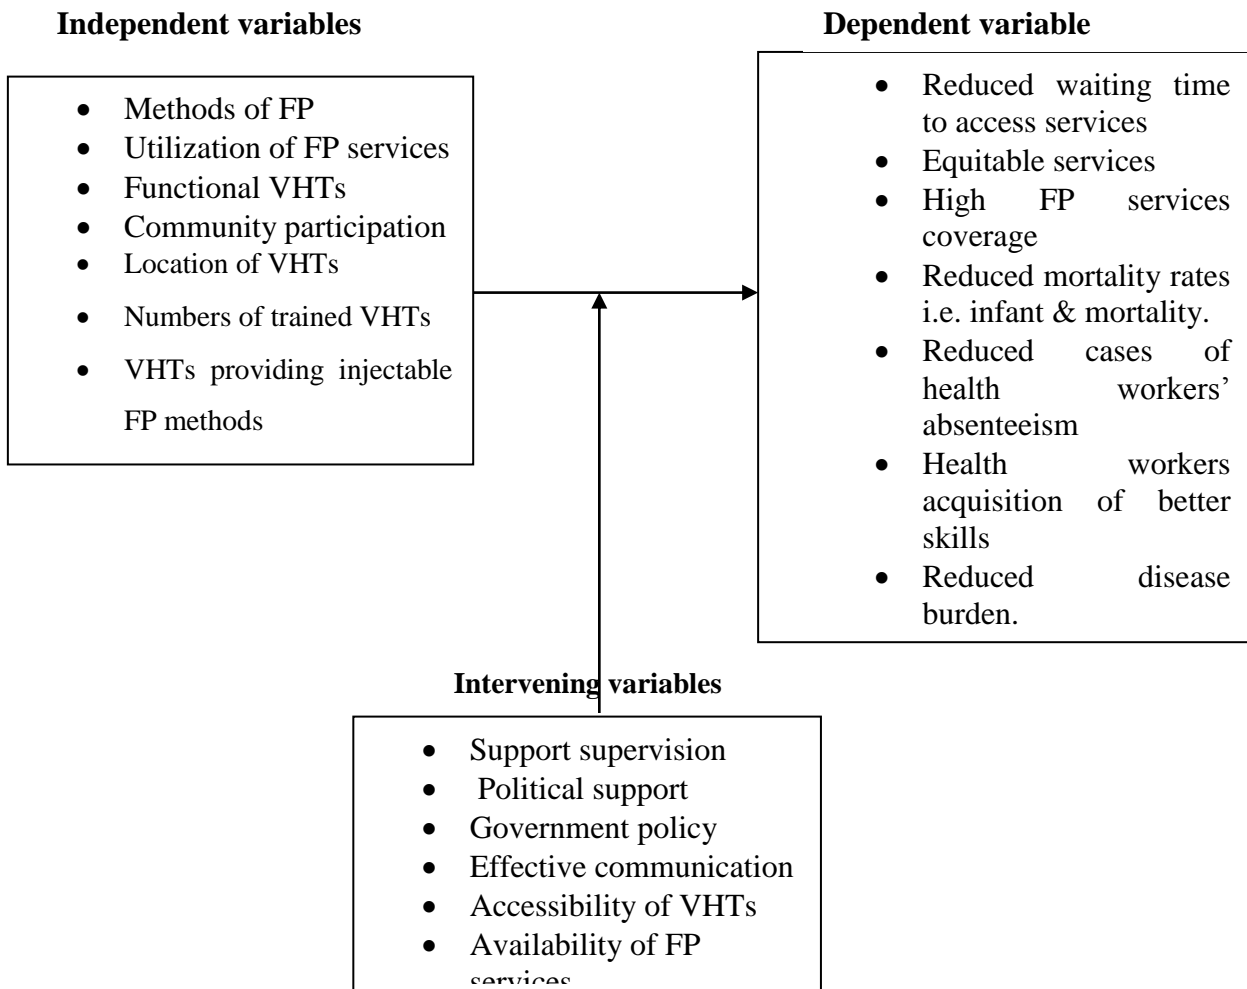 Independent variables
• Methods of FP
• Utilization of FP services
• Functional VHTs
• Community participation
• Location of VHTs
• Numbers of trained VHTs
• VHTs providing injectable
FP methods
Dependent variable
• Reduced waiting time
to access services
• Equitable services
• High FP services
coverage
• Reduced mortality rates
i.e. infant & mortality.
• Reduced cases of
health workers’
absenteeism
• Health workers
acquisition of better
skills
• Reduced disease
burden.
Intervening variables
• Support supervision
• Political support
• Government policy
• Effective communication
• Accessibility of VHTs
• Availability of FP
services